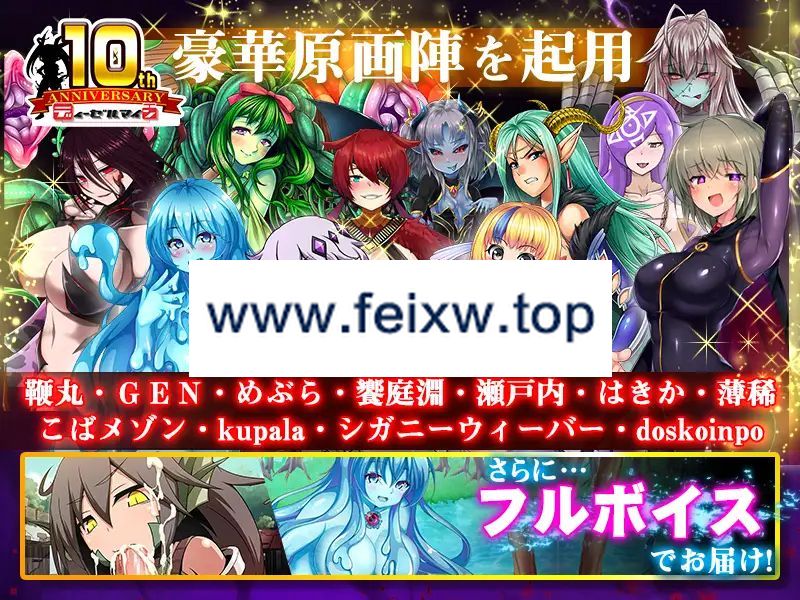 10th
ANNIVERSARY
ディーゼルマイン
豪華原画陣を起用
www.feixw.top
鞭丸・GEN・めぶら・饗庭淵・瀬戸内・はきか・薄稀
こばメゾン・kupala・シガニーウィーバー・doskoinpo
さらに…
フルボイス
でお届け!